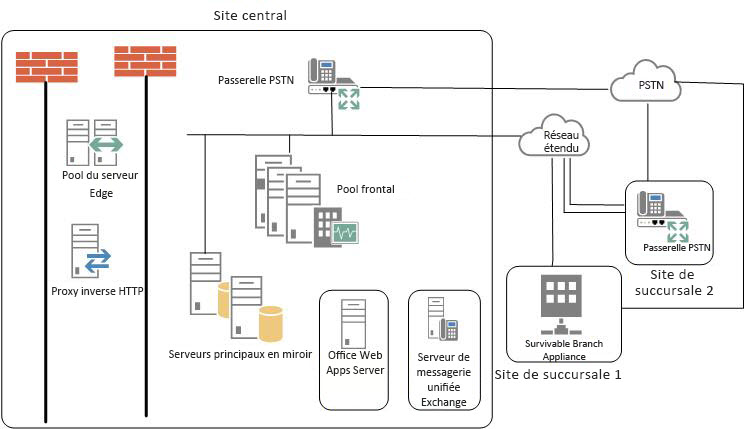 Site central
Passerelle PSTN
PSTN
Réseau
étendu
Pool du serveur
Edge
Pool frontal
Passerelle PSTN
Site de
succursale 2
Proxy inverse HTTP
Serveurs principaux en miroir
Office Web
Apps Server
Serveur de
messagerie
unifiée
Exchange
Survivable Branch
Appliance
Site de succursale 1